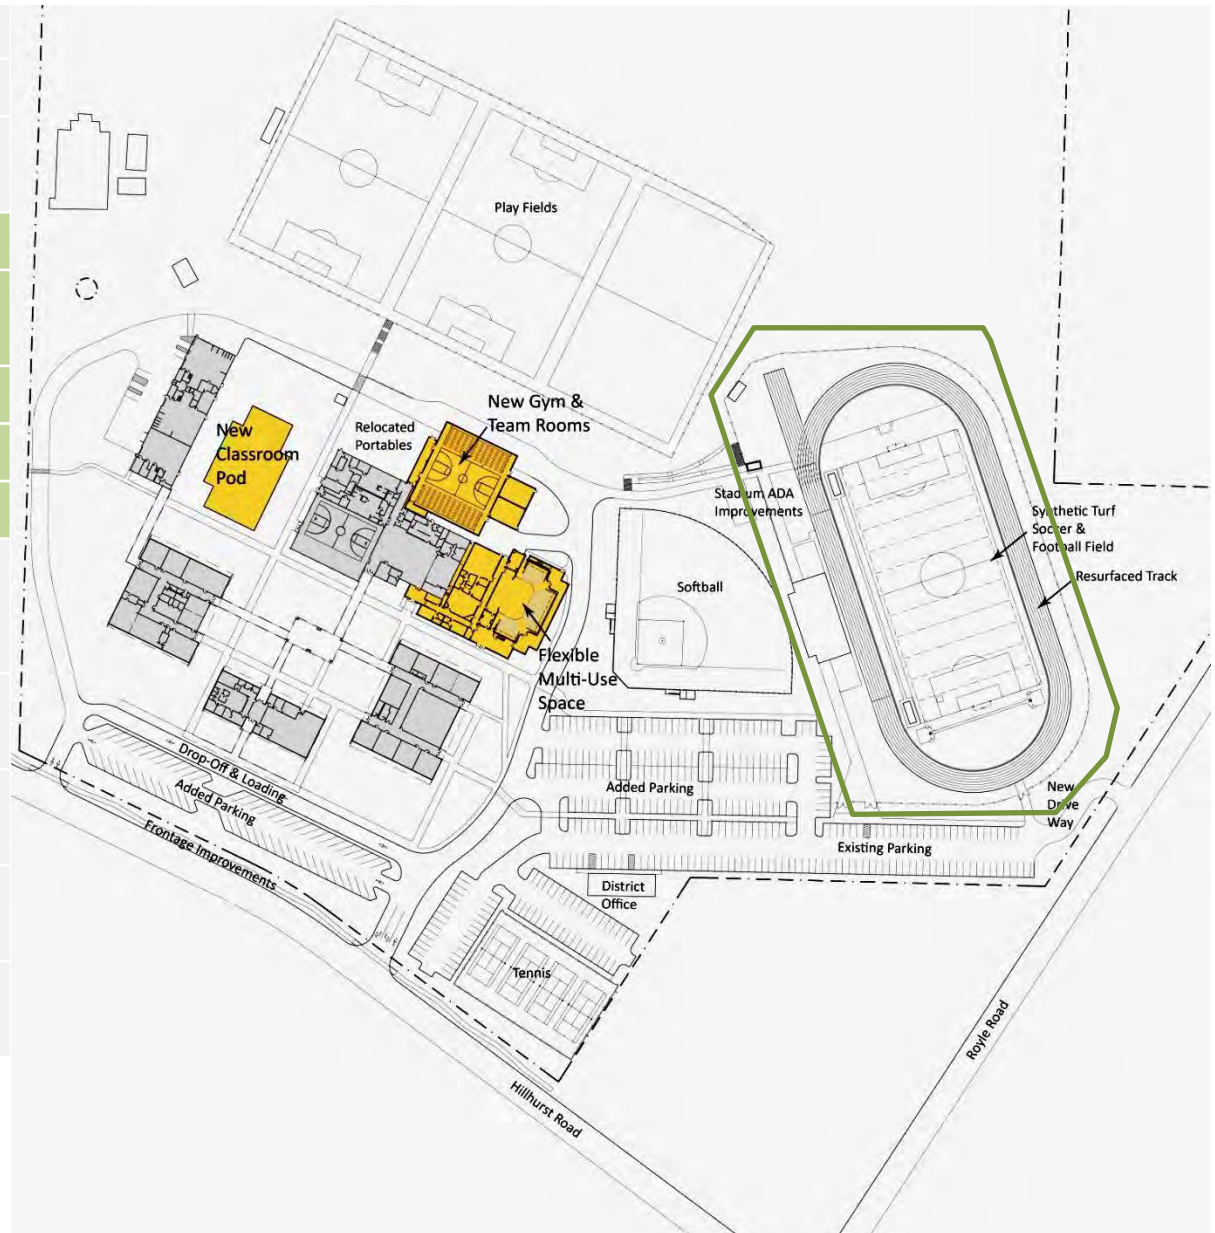 Play Fields
New Gym &
Team Rooms
Relocated
Portables
New
Classroom
Pod
Stadium ADA
Improvements
Synthetic Turf
Soccer &
Football Field
Resurfaced Track
Softball
Flexible
Multi-Use
Space
Drop-Off & Loading
Added Parking
Frontage Improvements
Added Parking
New
Drive
Way
Existing Parking
District
Office
Tennis
Royle Road
Hillhurst Road